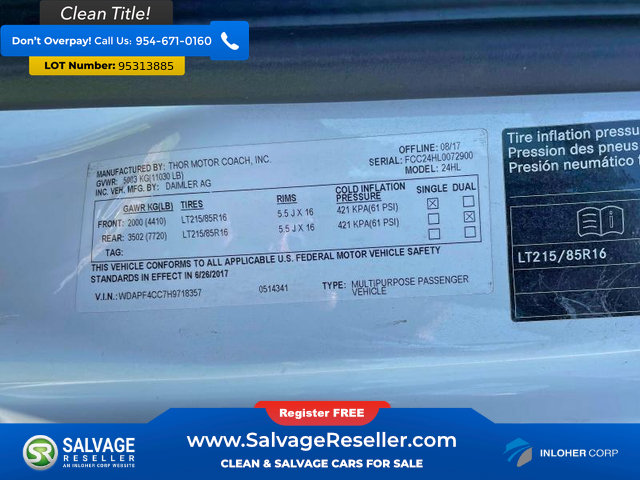 Clean Title!
Don't Overpay! Call Us: 954-671-0160
LOT Number: 95313885
MANUFACTURED BY: THOR MOTOR COACH, INC.
GVWR: 5003 KG(11030 LB)
INC. VEH. MFG. BY: DAIMLER AG
OFFLINE: 08/17
SERIAL: FCC24HL0072900
MODEL: 24HL
GAWR KG(LB) TIRES RIMS COLD INFLATION PRESSURE SINGLE DUAL
FRONT: 2000 (4410) LT215/85R16 5.5 J X 16 421 KPA(61 PSI)
REAR: 3502 (7720) LT215/85R16 5.5 J X 16 421 KPA(61 PSI)
TAG:
THIS VEHICLE CONFORMS TO ALL APPLICABLE U.S. FEDERAL MOTOR VEHICLE SAFETY
STANDARDS IN EFFECT IN 6/26/2017
V.I.N.: WDAPF4CC7H9718357 0514341 TYPE: MULTIPURPOSE PASSENGER
VEHICLE
Tire inflation pressu
Pression des pneus
Presión neumático
LT215/85R16
Register FREE
SALVAGE
RESELLER
AN INLOHER CORP WEBSITE
www.SalvageReseller.com
CLEAN & SALVAGE CARS FOR SALE
INLOHER CORP